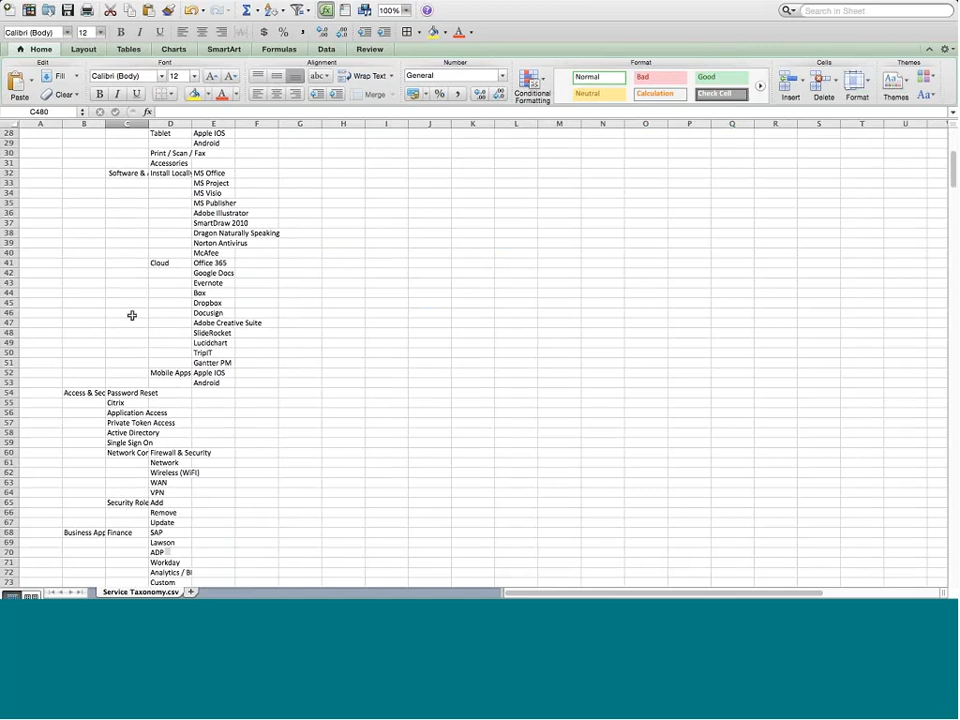 100%
Search in Sheet
Calibri (Body) 12
Home Layout Tables Charts SmartArt Formulas Data Review
Edit Font Alignment Number Format Cells Themes
Paste Fill Clear Calibri (Body) 12 abc Wrap Text Merge General Conditional Formatting Normal Bad Good Neutral Calculation Check Cell Insert Delete Format Themes Aa
C480 fx
A B C D E F G H I J K L M N O P Q R S T U
28 Tablet Apple IOS
29 Android
30 Print / Scan / Fax
31 Accessories
32 Software & Install Locally MS Office
33 MS Project
34 MS Visio
35 MS Publisher
36 Adobe Illustrator
37 SmartDraw 2010
38 Dragon Naturally Speaking
39 Norton Antivirus
40 McAfee
41 Cloud Office 365
42 Google Docs
43 Evernote
44 Box
45 Dropbox
46 Docusign
47 Adobe Creative Suite
48 SlideRocket
49 Lucidchart
50 TripIT
51 Gantter PM
52 Mobile Apps Apple IOS
53 Android
54 Access & Sec Password Reset
55 Citrix
56 Application Access
57 Private Token Access
58 Active Directory
59 Single Sign On
60 Network Cor Firewall & Security
61 Network
62 Wireless (WIFI)
63 WAN
64 VPN
65 Security Role Add
66 Remove
67 Update
68 Business App Finance SAP
69 Lawson
70 ADP
71 Workday
72 Analytics / BI
73 Custom
Service Taxonomy.csv